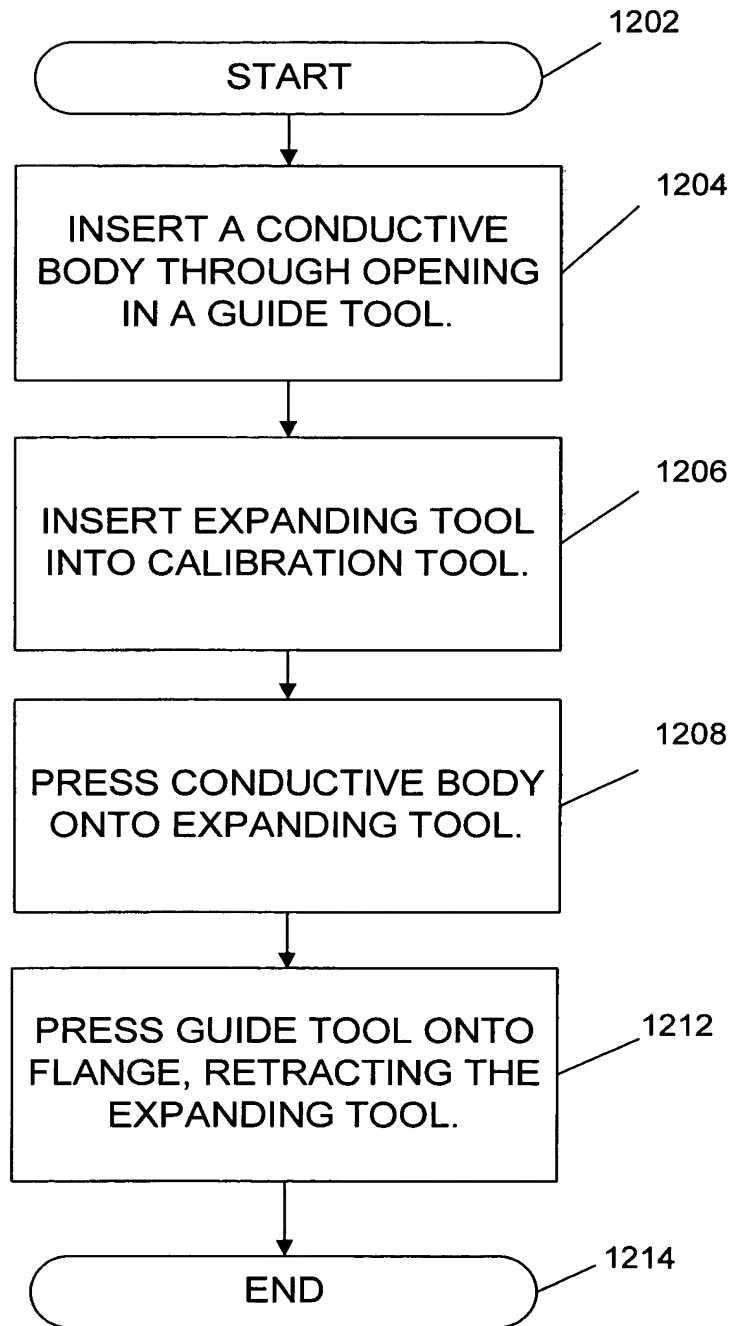 1202
START
1204
INSERT A CONDUCTIVE
BODY THROUGH OPENING
IN A GUIDE TOOL.
1206
INSERT EXPANDING TOOL
INTO CALIBRATION TOOL.
1208
PRESS CONDUCTIVE BODY
ONTO EXPANDING TOOL.
1212
PRESS GUIDE TOOL ONTO
FLANGE, RETRACTING THE
EXPANDING TOOL.
1214
END